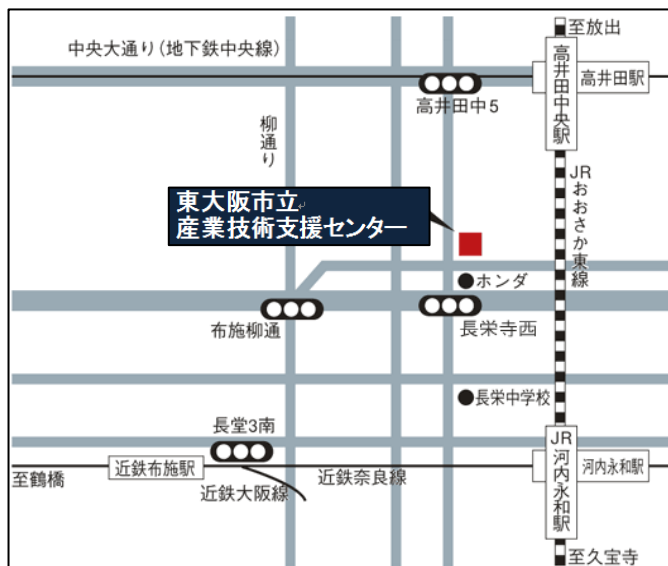 至放出
中央大通り（地下鉄中央線）
高井田中央駅
高井田駅
高井田中5
柳通り
JRおおさか東線
東大阪市立
産業技術支援センター
ホンダ
布施柳通
長栄寺西
長栄中学校
長堂3南
JR
河内永和駅
河内永和駅
近鉄布施駅
至鶴橋
近鉄大阪線
近鉄奈良線
至久宝寺